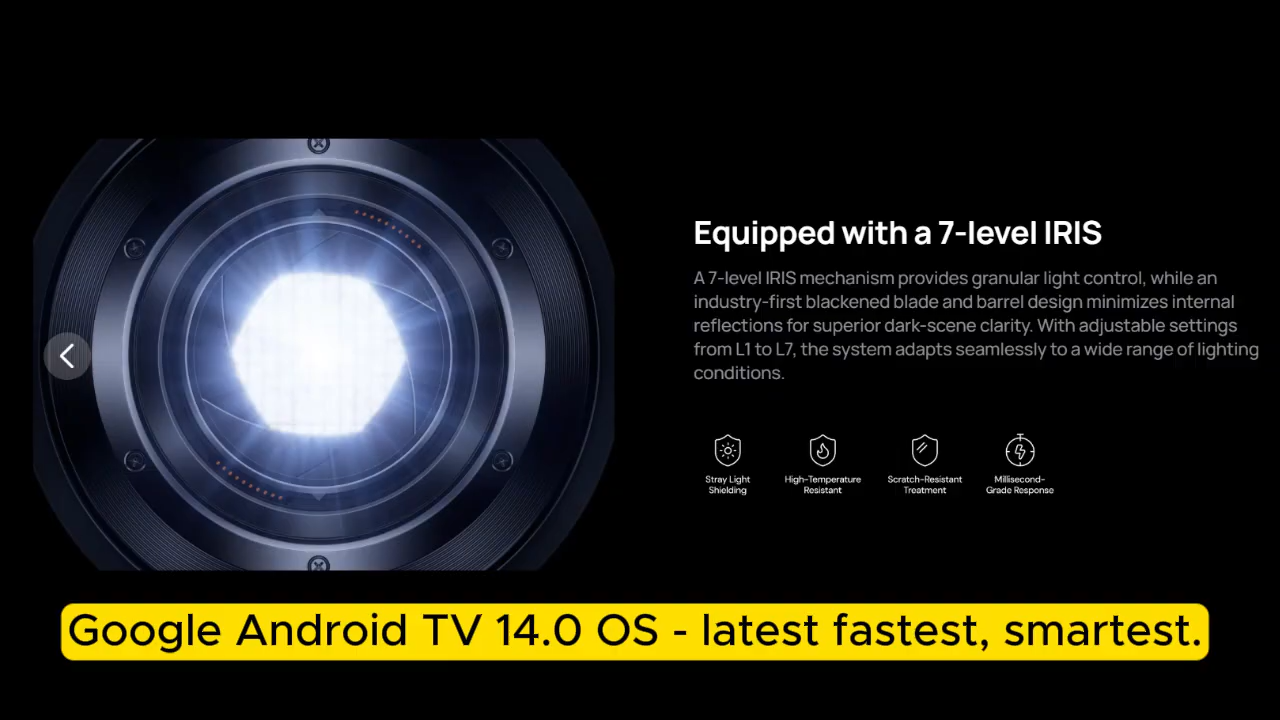 Equipped with a 7-level IRIS
A 7-level IRIS mechanism provides granular light control, while an
industry-first blackened blade and barrel design minimizes internal
reflections for superior dark-scene clarity. With adjustable settings
from L1 to L7, the system adapts seamlessly to a wide range of lighting
conditions.
Stray Light
Shielding
High-Temperature
Resistant
Scratch-Resistant
Treatment
Millisecond-
Grade Response
Google Android TV 14.0 OS - latest fastest, smartest.